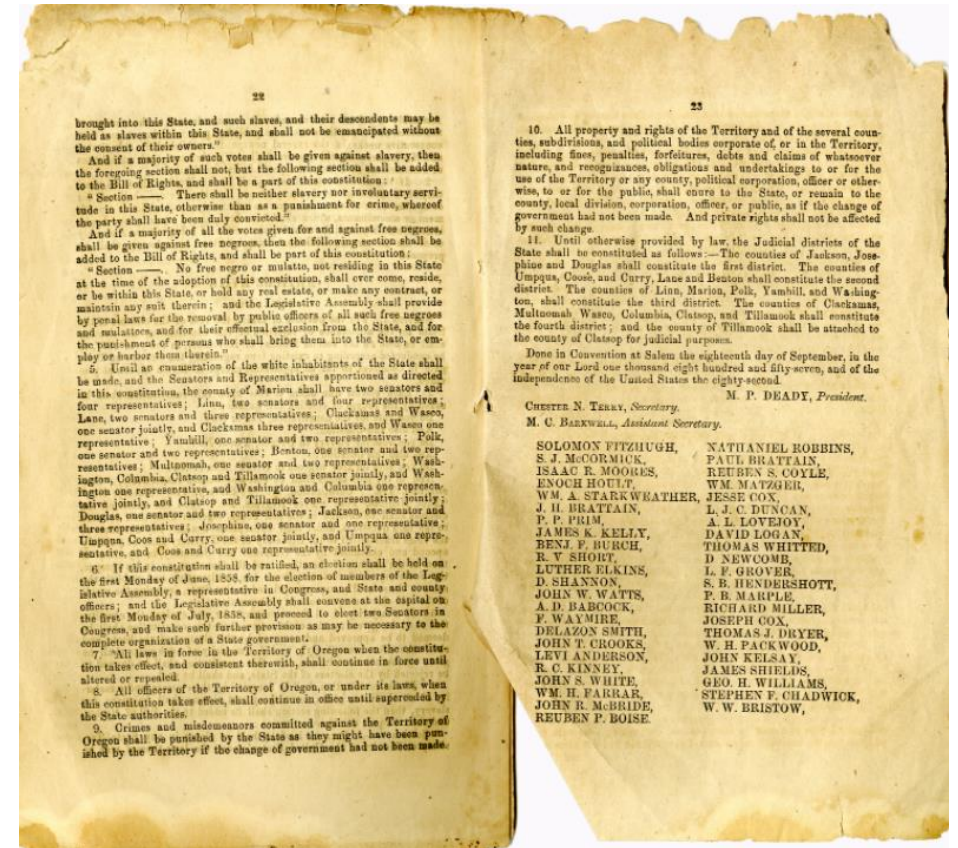 22
brought into this State, and such slaves, and their descendents may be
held as slaves within this State, and shall not be emancipated without
the consent of their owners."
And if a majority of such votes shall be given against slavery, then
the foregoing section shall not, but the following section shall be added
to the Bill of Rights, and shall be a part of this constitution:
"Section ——. There shall be neither slavery nor involuntary servi-
tude in this State, otherwise than as a punishment for crime, whereof
the party shall have been duly convicted."
And if a majority of all the votes given for and against free negroes,
shall be given against free negroes, then the following section shall be
added to the Bill of Rights, and shall be part of this constitution:
"Section ——. No free negro or mulatto, not residing in this State
at the time of the adoption of this constitution, shall ever come, reside,
or be within this State, or hold any real estate, or make any contract, or
maintain any suit therein; and the Legislative Assembly shall provide
by penal laws for the removal by public officers of all such free negroes
and mulattoes, and for their effectual exclusion from the State, and for
the punishment of persons who shall bring them into the State, or em-
ploy or harbor them therein."
5. Until an enumeration of the white inhabitants of the State shall
be made, and the Senators and Representatives apportioned as directed
in this constitution, the county of Marion shall have two senators and
four representatives; Linn, two senators and four representatives;
Lane, two senators and three representatives; Clackamas and Wasco,
one senator jointly, and Clackamas three representatives, and Wasco one
representative; Yamhill, one senator and two representatives; Polk,
one senator and two representatives; Benton, one senator and two rep-
resentatives; Multnomah, one senator and two representatives; Wash-
ington, Columbia, Clatsop and Tillamook one senator jointly, and Wash-
ington one representative, and Washington and Columbia one represen-
tative jointly, and Clatsop and Tillamook one representative jointly;
Douglas, one senator and two representatives; Jackson, one senator and
three representatives; Josephine, one senator and one representative;
Umpqua, Coos and Curry, one senator jointly, and Umpqua one repre-
sentative, and Coos and Curry one representative jointly.
6. If this constitution shall be ratified, an election shall be held on
the first Monday of June, 1858, for the election of members of the Leg-
islative Assembly, a representative in Congress, and State and county
officers; and the Legislative Assembly shall convene at the capital on
the first Monday of July, 1858, and proceed to elect two Senators in
Congress, and make such further provision as may be necessary to the
complete organization of a State government.
7. All laws in force in the Territory of Oregon when the constitu-
tion takes effect, and consistent therewith, shall continue in force until
altered or repealed.
8. All officers of the Territory of Oregon, or under its laws, when
this constitution takes effect, shall continue in office until superceded by
the State authorities.
9. Crimes and misdemeanors committed against the Territory of
Oregon shall be punished by the State as they might have been pun-
ished by the Territory if the change of government had not been made.
23
10. All property and rights of the Territory and of the several coun-
ties, subdivisions, and political bodies corporate of, or in the Territory,
including fines, penalties, forfeitures, debts and claims of whatsoever
nature, and recognizances, obligations and undertakings to or for the
use of the Territory or any county, political corporation, officer or other-
wise, to or for the public, shall enure to the State, or remain to the
county, local division, corporation, officer, or public, as if the change of
government had not been made. And private rights shall not be affected
by such change.
11. Until otherwise provided by law, the Judicial districts of the
State shall be constituted as follows:—The counties of Jackson, Jose-
phine and Douglas shall constitute the first district. The counties of
Umpqua, Coose, and Curry, Lane and Benton shall constitute the second
district. The counties of Linn, Marion, Polk, Yamhill, and Washing-
ton, shall constitute the third district. The counties of Clackamas,
Multnomah Wasco, Columbia, Clatsop, and Tillamook shall constitute
the fourth district; and the county of Tillamook shall be attached to
the county of Clatsop for judicial purposes.
Done in Convention at Salem the eighteenth day of September, in the
year of our Lord one thousand eight hundred and fifty-seven, and of the
independence of the United States the eighty-second.
M. P. DEADY, President.
CHESTER N. TERRY, Secretary.
M. C. BARKWELL, Assistant Secretary.
SOLOMON FITZHUGH, NATHANIEL ROBBINS,
S. J. McCORMICK, PAUL BRATTAIN,
ISAAC R. MOORES, REUBEN S. COYLE,
ENOCH HOULT, WM. MATZGER,
WM. A. STARKWEATHER, JESSE COX,
J. H. BRATTAIN, L. J. C. DUNCAN,
P. P. PRIM, A. L. LOVEJOY,
JAMES K. KELLY, DAVID LOGAN,
BENJ. F. BURCH, THOMAS WHITTED,
R. V SHORT, D NEWCOMB,
LUTHER ELKINS, L. F. GROVER,
D. SHANNON, S. B. HENDERSHOTT,
JOHN W. WATTS, P. B. MARPLE,
A. D. BABCOCK, RICHARD MILLER,
F. WAYMIRE, JOSEPH COX,
DELAZON SMITH, THOMAS J. DRYER,
JOHN T. CROOKS, W. H. PACKWOOD,
LEVI ANDERSON, JOHN KELSAY,
R. C. KINNEY, JAMES SHIELDS,
JOHN S. WHITE, GEO. H. WILLIAMS,
WM. H. FARRAR, STEPHEN F. CHADWICK,
JOHN R. McBRIDE, W. W. BRISTOW,
REUBEN P. BOISE.